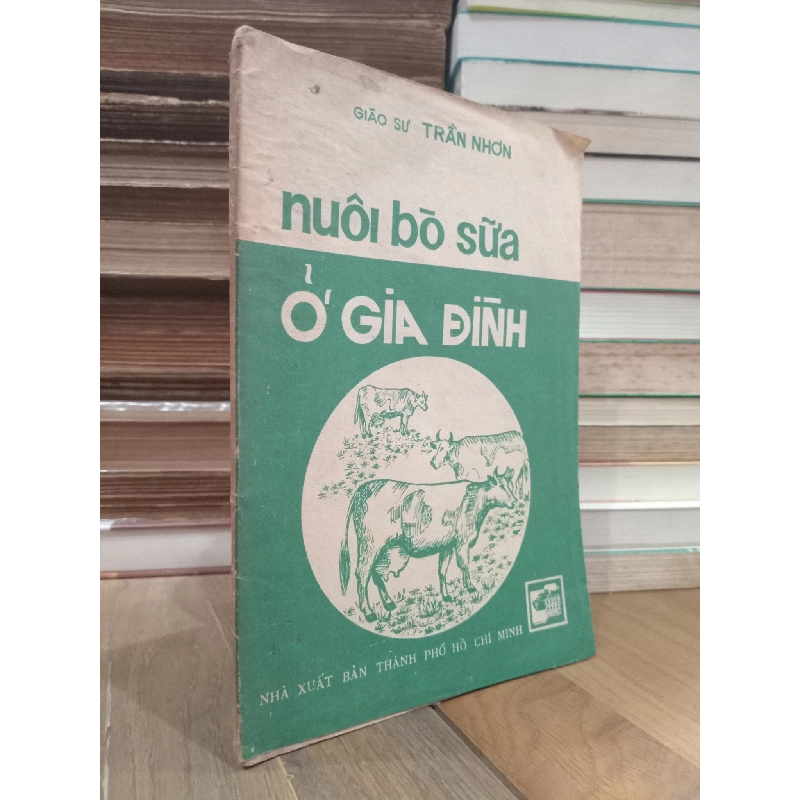 GIÁO SƯ TRẦN NHƠN
nuôi bò sữa
Ở GIA ĐÌNH
NHÀ XUẤT BẢN THÀNH PHỐ HỒ CHÍ MINH